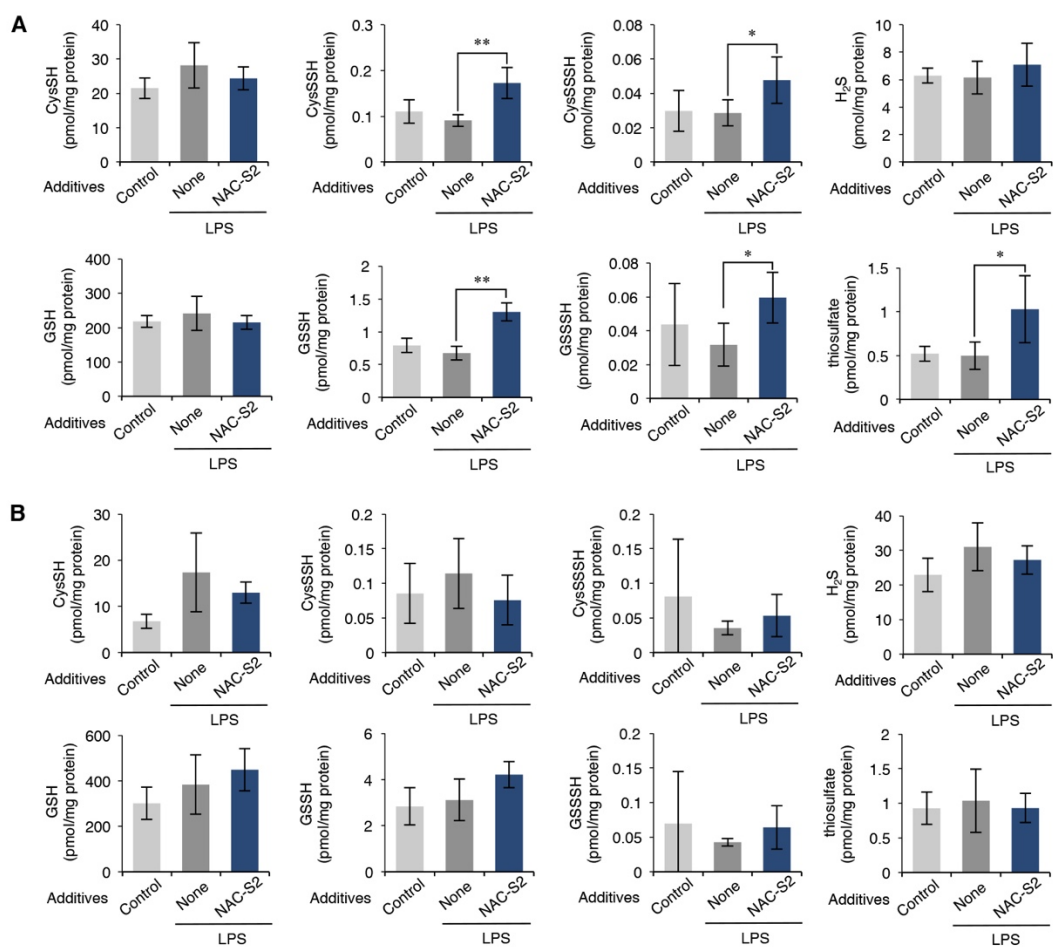 A
CysSSH
(pmol/mg protein)
40
30
20
10
0
Additives
Control
None
NAC-S2
LPS
CysSSH
(pmol/mg protein)
0.3
0.2
0.1
0
**
Additives
Control
None
NAC-S2
LPS
CysSSSH
(pmol/mg protein)
0.08
0.06
0.04
0.02
0
*
Additives
Control
None
NAC-S2
LPS
H₂S
(pmol/mg protein)
10
8
6
4
2
0
Additives
Control
None
NAC-S2
LPS
GSH
(pmol/mg protein)
400
300
200
100
0
Additives
Control
None
NAC-S2
LPS
GSSH
(pmol/mg protein)
2
1.5
1
0.5
0
**
Additives
Control
None
NAC-S2
LPS
GSSSH
(pmol/mg protein)
0.08
0.06
0.04
0.02
0
*
Additives
Control
None
NAC-S2
LPS
thiosulfate
(pmol/mg protein)
1.5
1
0.5
0
*
Additives
Control
None
NAC-S2
LPS
B
CysSSH
(pmol/mg protein)
30
20
10
0
Additives
Control
None
NAC-S2
LPS
CysSSH
(pmol/mg protein)
0.2
0.15
0.1
0.05
0
Additives
Control
None
NAC-S2
LPS
CysSSSH
(pmol/mg protein)
0.2
0.15
0.1
0.05
0
Additives
Control
None
NAC-S2
LPS
H₂S
(pmol/mg protein)
40
30
20
10
0
Additives
Control
None
NAC-S2
LPS
GSH
(pmol/mg protein)
600
400
200
0
Additives
Control
None
NAC-S2
LPS
GSSH
(pmol/mg protein)
6
4
2
0
Additives
Control
None
NAC-S2
LPS
GSSSH
(pmol/mg protein)
0.2
0.15
0.1
0.05
0
Additives
Control
None
NAC-S2
LPS
thiosulfate
(pmol/mg protein)
2
1.5
1
0.5
0
Additives
Control
None
NAC-S2
LPS